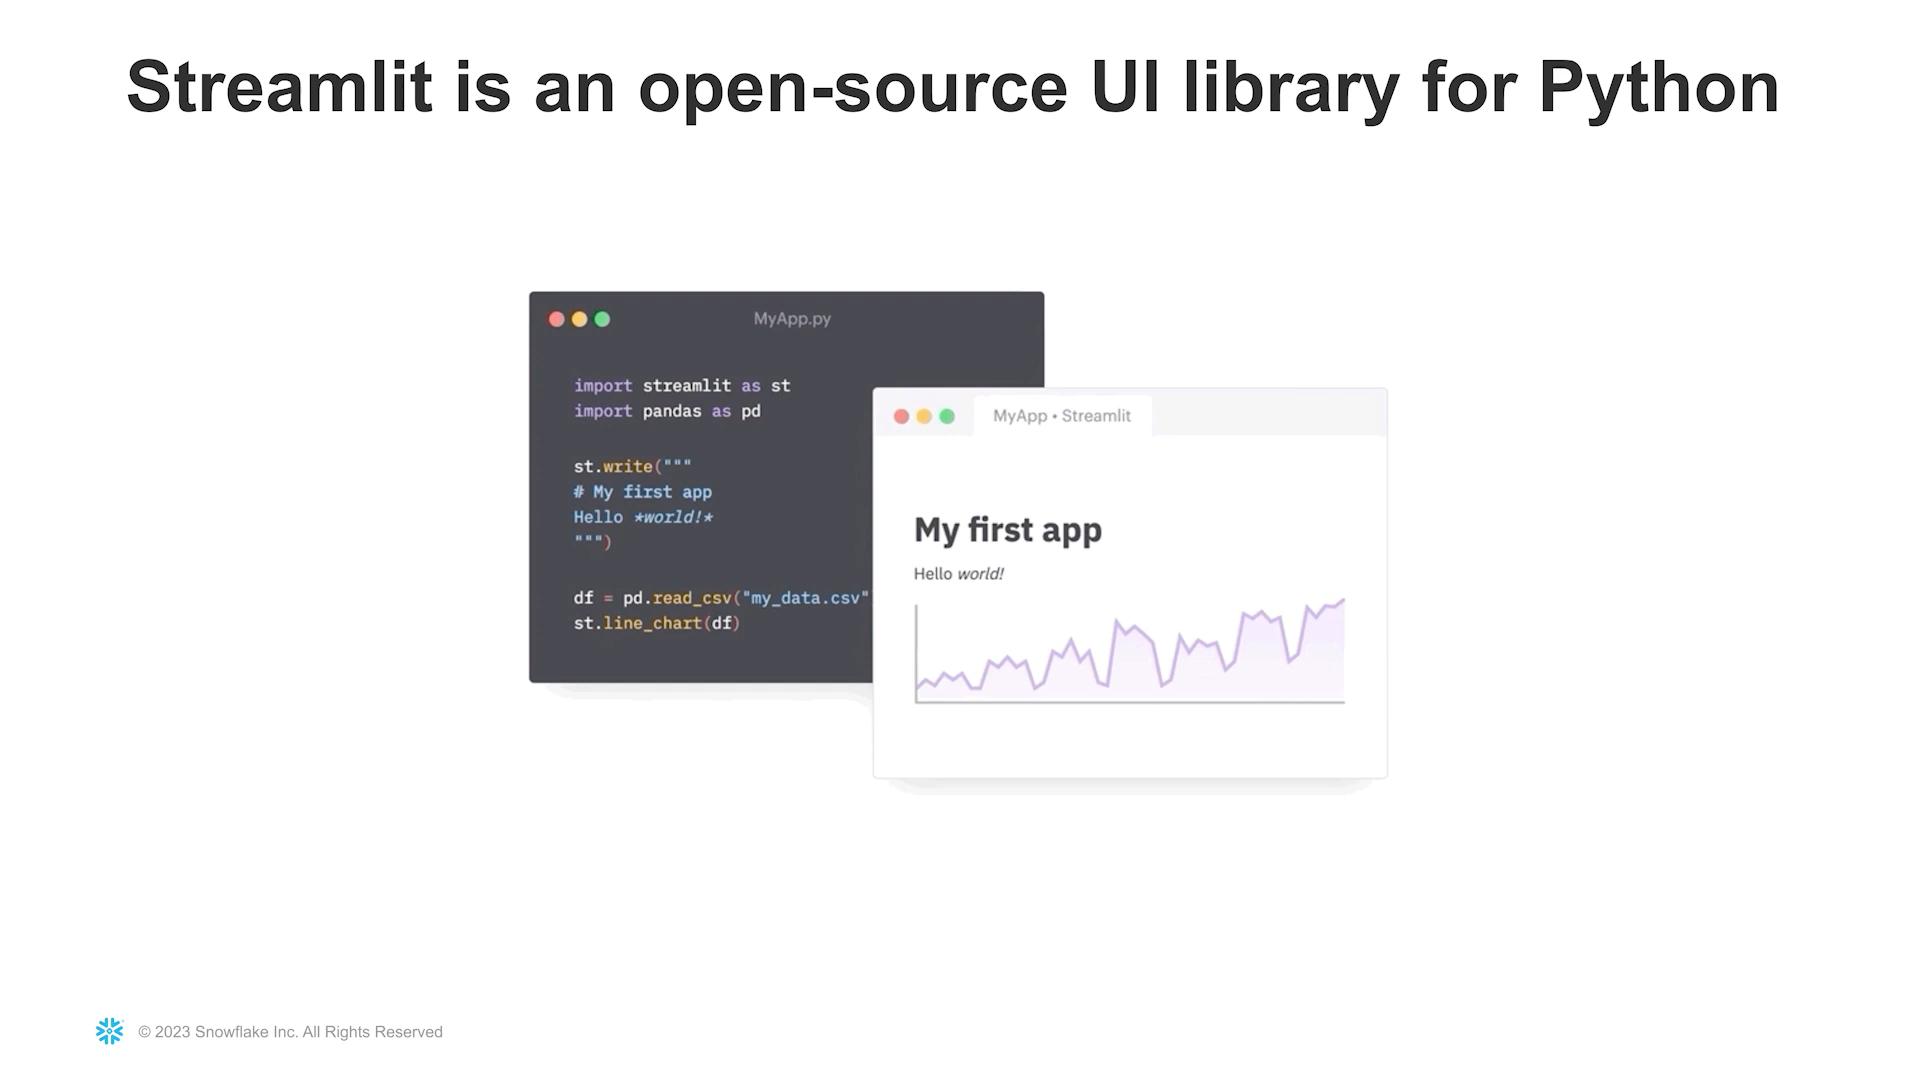 Streamlit is an open-source UI library for Python
MyApp.py
import streamlit as st
import pandas as pd
st.write("""
# My first app
Hello *world!*
""")
df = pd.read_csv("my_data.csv"
st.line_chart(df)
MyApp • Streamlit
My first app
Hello world!
© 2023 Snowflake Inc. All Rights Reserved